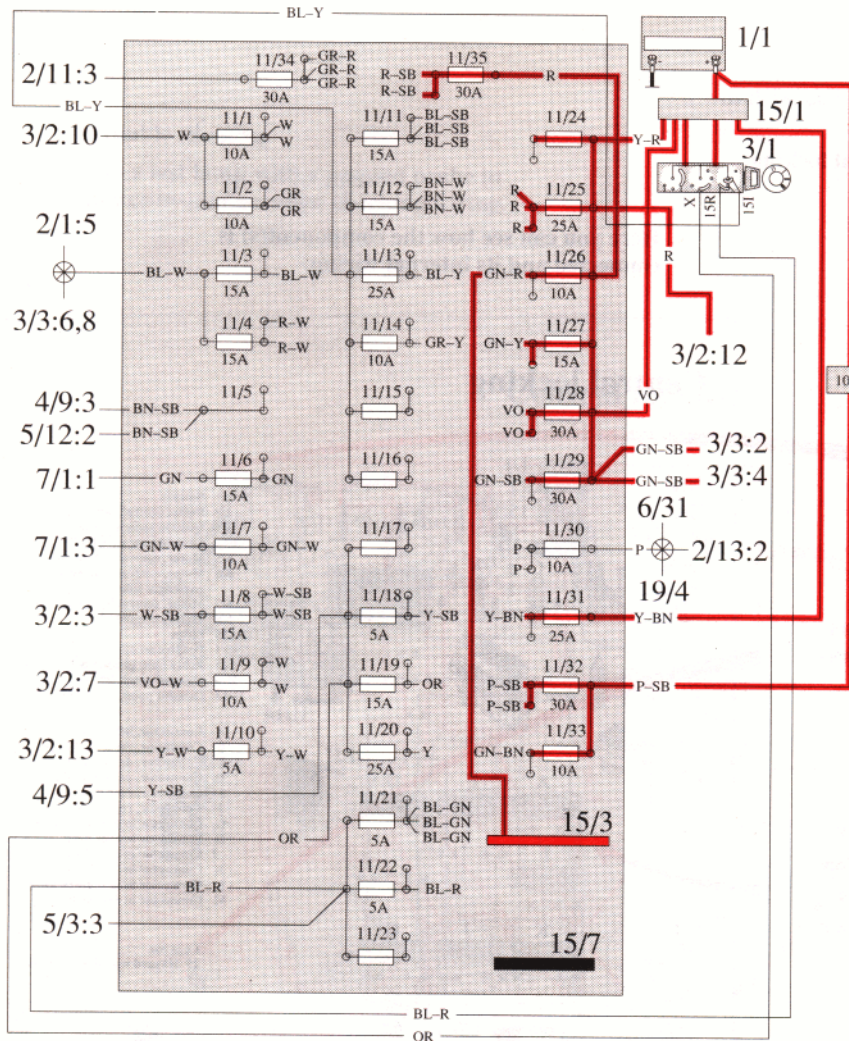 BL–Y
1/1
- +
2/11:3
11/34
30A
GR–R
GR–R
GR–R
R–SB
R–SB
11/35
30A
R
BL–Y
15/1
3/1
3/2:10
W
11/1
10A
W
W
11/11
15A
BL–SB
BL–SB
BL–SB
11/24
Y–R
X
15R
15I
11/2
10A
GR
GR
11/12
15A
BN–W
BN–W
BN–W
R
R
R
11/25
25A
R
2/1:5
BL–W
11/3
15A
BL–W
11/13
25A
BL–Y
GN–R
11/26
10A
3/3:6,8
11/4
15A
R–W
R–W
11/14
10A
GR–Y
GN–Y
11/27
15A
3/2:12
10
4/9:3
BN–SB
BN–SB
5/12:2
11/5
11/15
VO
VO
11/28
30A
VO
7/1:1
GN
11/6
15A
GN
11/16
GN–SB
11/29
30A
GN–SB
GN–SB
3/3:2
3/3:4
7/1:3
GN–W
11/7
10A
GN–W
11/17
P
P
11/30
10A
P
6/31
2/13:2
19/4
3/2:3
W–SB
11/8
15A
W–SB
W–SB
11/18
5A
Y–SB
Y–BN
11/31
25A
Y–BN
3/2:7
VO–W
11/9
10A
W
W
11/19
15A
OR
P–SB
P–SB
11/32
30A
P–SB
3/2:13
Y–W
11/10
5A
Y–W
11/20
25A
Y
GN–BN
11/33
10A
4/9:5
Y–SB
11/21
5A
BL–GN
BL–GN
BL–GN
15/3
OR
BL–R
11/22
5A
BL–R
5/3:3
11/23
15/7
BL–R
OR